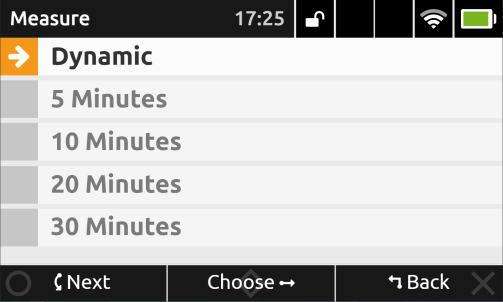 Measure 17:25
Dynamic
5 Minutes
10 Minutes
20 Minutes
30 Minutes
Next Choose Back